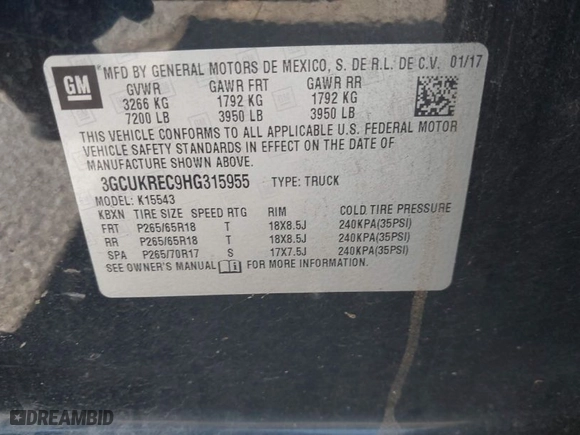 GM
MFD BY GENERAL MOTORS DE MEXICO, S. DE R.L. DE C.V. 01/17
GVWR GAWR FRT GAWR RR
3266 KG 1792 KG 1792 KG
7200 LB 3950 LB 3950 LB
THIS VEHICLE CONFORMS TO ALL APPLICABLE U.S. FEDERAL MOTOR
VEHICLE SAFETY STANDARDS IN EFFECT ON THE DATE OF
MANUFACTURE SHOWN ABOVE.
3GCUKREC9HG315955 TYPE: TRUCK
MODEL: K15543
KBXN TIRE SIZE SPEED RTG RIM COLD TIRE PRESSURE
FRT P265/65R18 T 18X8.5J 240KPA(35PSI)
RR P265/65R18 T 18X8.5J 240KPA(35PSI)
SPA P265/70R17 S 17X7.5J 240KPA(35PSI)
SEE OWNER'S MANUAL FOR MORE INFORMATION.
DREAMBID